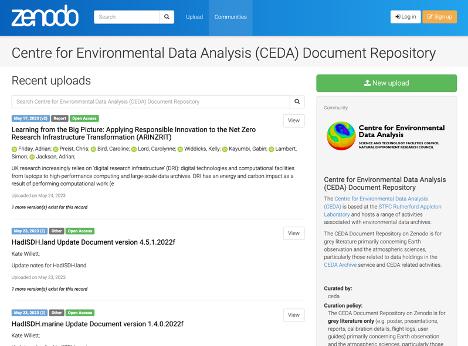 zenodo
Search
Upload
Communities
Log in
Sign up
Centre for Environmental Data Analysis (CEDA) Document Repository
Recent uploads
Search Centre for Environmental Data Analysis (CEDA) Document Repository
May 17, 2023 (v2) Report Open Access
View
Learning from the Big Picture: Applying Responsible Innovation to the Net Zero
Research Infrastructure Transformation (ARINZRIT)
Friday, Adrian; Preist, Chris; Bird, Caroline; Lord, Carolynne; Widdicks, Kelly; Kayumbi, Gabin; Lambert,
Simon; Jackson, Adrian;
UK research increasingly relies on 'digital research infrastructure' (DRI): digital technologies and computational facilities
from laptops to high-performance computing and large-scale data archives. DRI has an energy and carbon impact as a
result of performing computational work (e
Uploaded on May 24, 2023
1 more version(s) exist for this record
May 23, 2023 Other Open Access
View
HadISDH.land Update Document version 4.5.1.2022f
Kate Willett;
Update notes for HadISDH.land
Uploaded on May 23, 2023
1 more version(s) exist for this record
May 23, 2023 Other Open Access
View
HadISDH.marine Update Document version 1.4.0.2022f
Kate Willett;
New upload
Community
Centre for Environmental
Data Analysis
SCIENCE AND TECHNOLOGY FACILITIES COUNCIL
NATURAL ENVIRONMENT RESEARCH COUNCIL
Centre for Environmental Data Analysis
(CEDA) Document Repository
The Centre for Environmental Data Analysis
(CEDA) is based at the STFC Rutherford Appleton
Laboratory and hosts a range of activities
associated with environmental data archives.
The CEDA Document Repository on Zenodo is for
grey literature primarily concerning Earth
observation and the atmospheric sciences,
particularly those related to data holdings in the
CEDA Archive service and CEDA related activities.
Curated by:
ceda
Curation policy:
The CEDA Document Repository on Zenodo is for
grey literature only (e.g. poster, presentations,
reports, calibration details, flight logs, user
guides) primarily concerning Earth observation
and the atmospheric sciences, particularly those